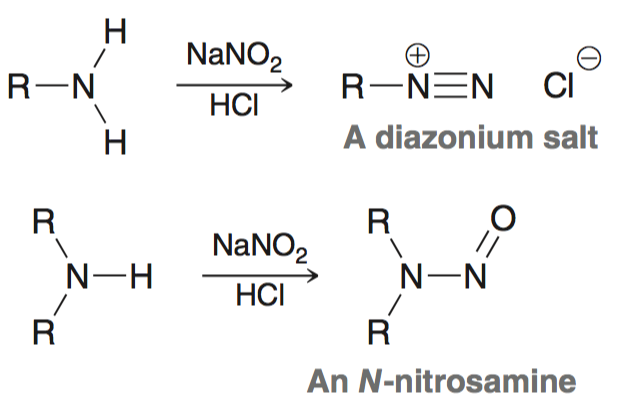 H
NaNO₂
R—N
HCl
H
⊕
R—N≡N Cl⊖
A diazonium salt
R
NaNO₂
N—H
HCl
R
R O
N—N
R
An N-nitrosamine